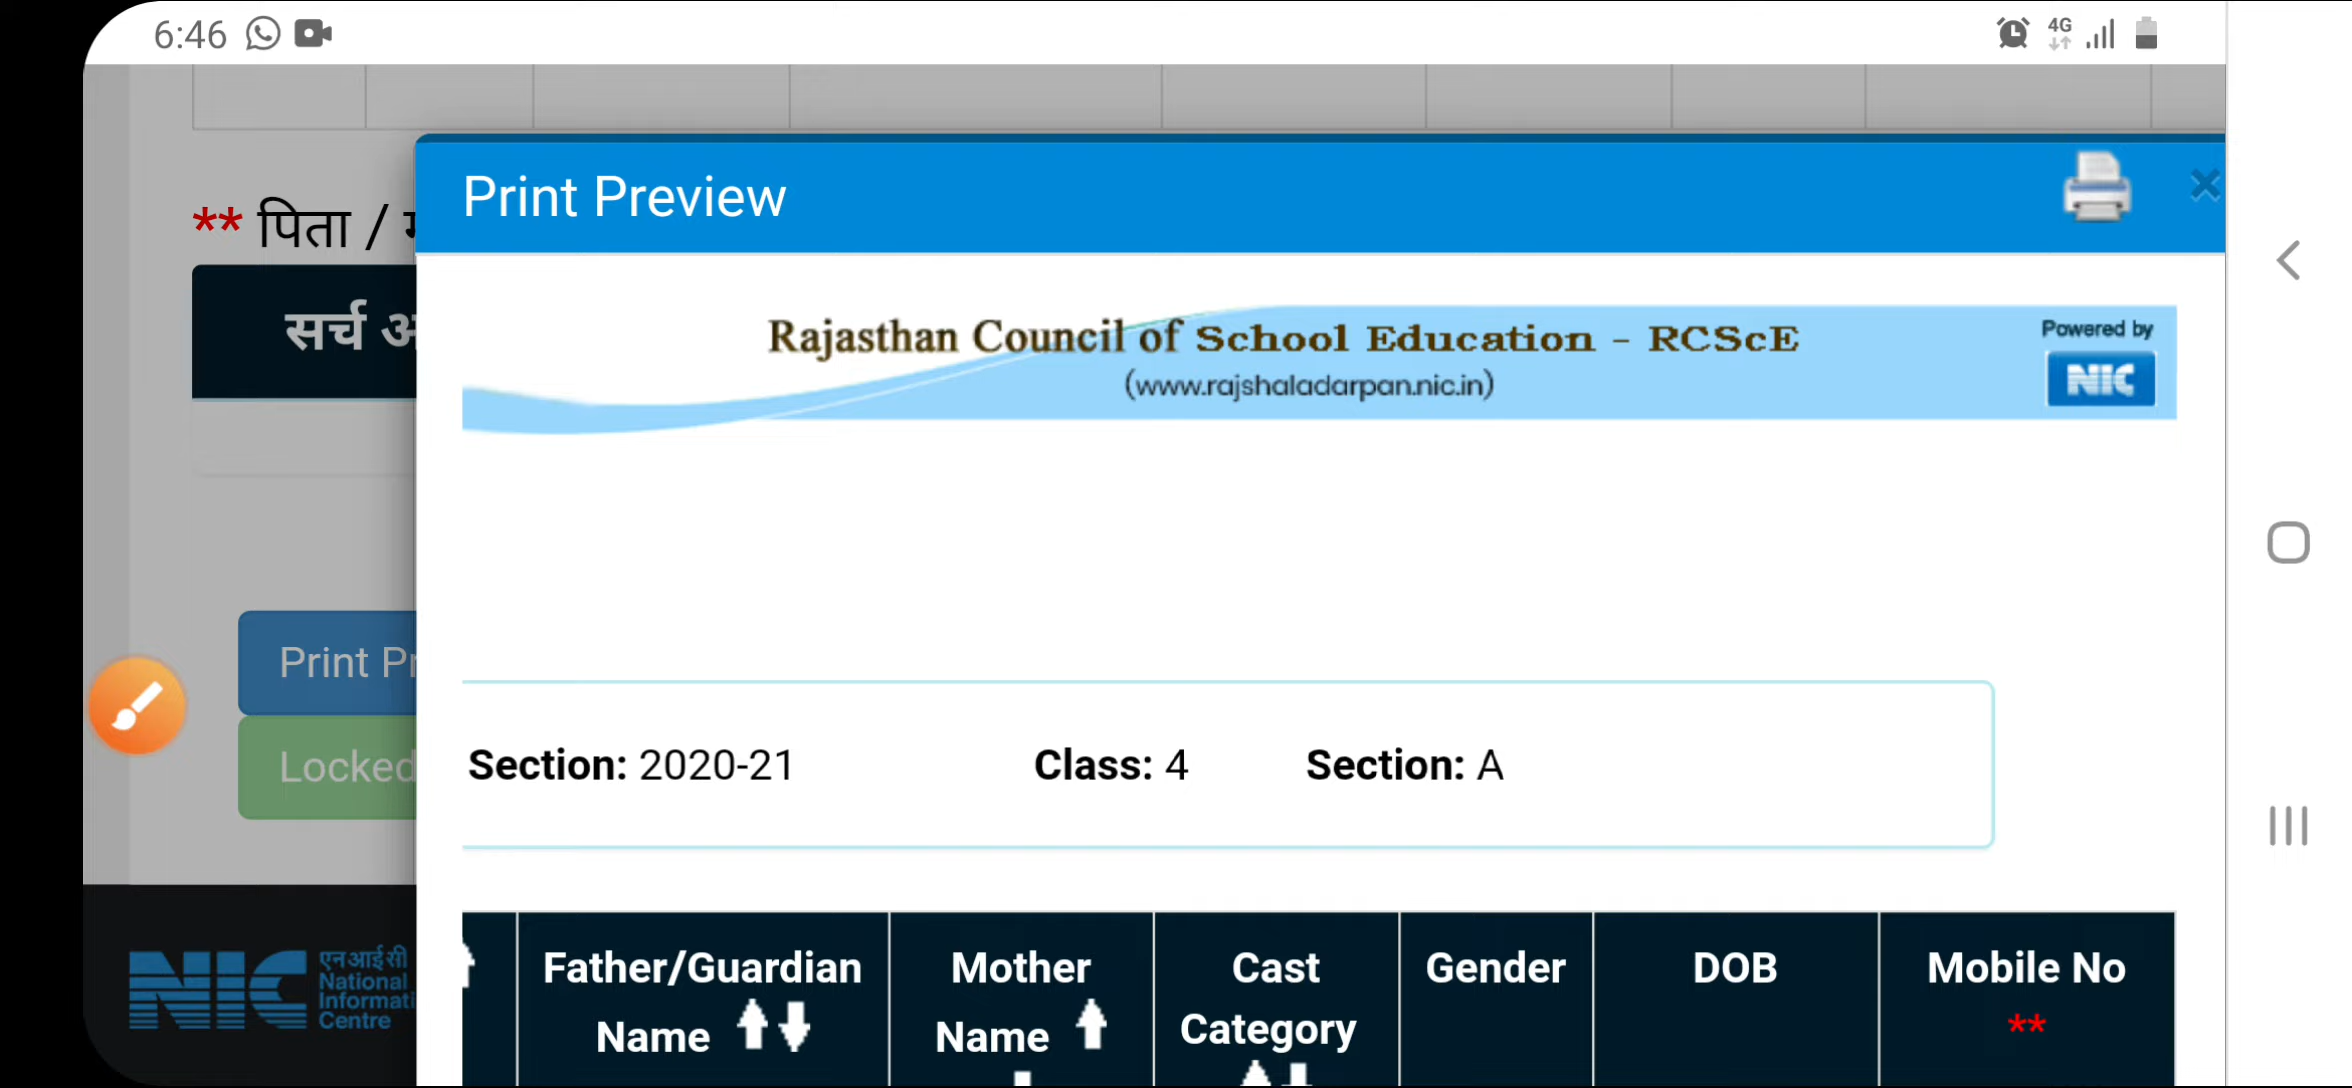 6:46
4G
** पिता /
Print Preview
सर्च
Rajasthan Council of School Education - RCScE
(www.rajshaladarpan.nic.in)
Powered by
NIC
Print
Locked
Section: 2020-21 Class: 4 Section: A
Father/Guardian Name
Mother Name
Cast Category
Gender
DOB
Mobile No
**
NIC
एनआईसी
National
Informati
Centre